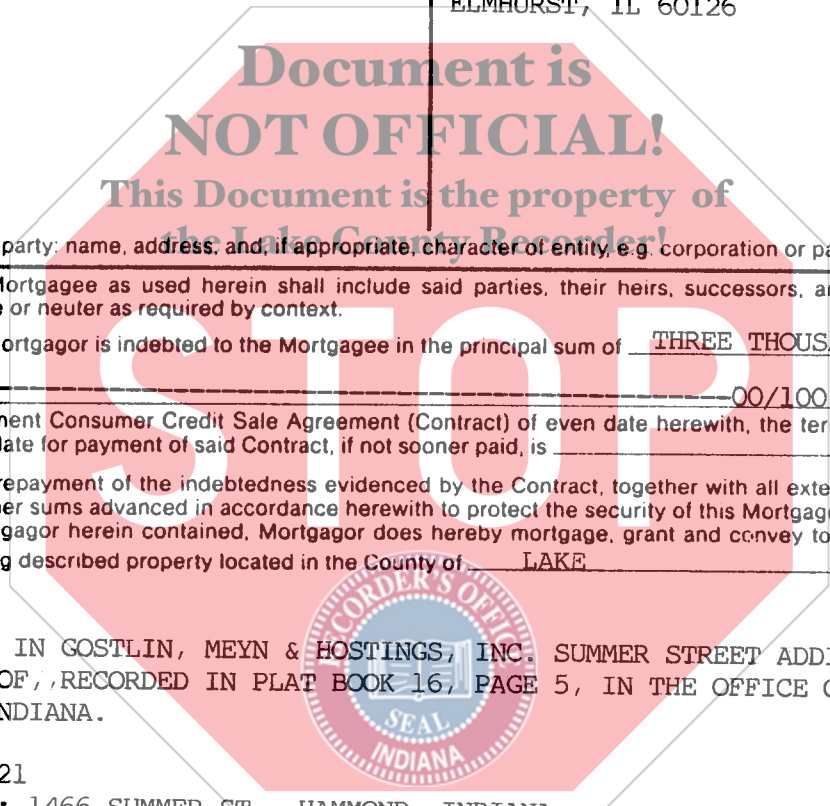 ELMHURST, IL 60126
Document is
NOT OFFICIAL!
This Document is the property of
the Lake County Recorder!
party: name, address, and, if appropriate, character of entity, e.g. corporation or pa
Mortgagee as used herein shall include said parties, their heirs, successors, a
e or neuter as required by context.
ortgagor is indebted to the Mortgagee in the principal sum of THREE THOUS
00/100
ment Consumer Credit Sale Agreement (Contract) of even date herewith, the ter
date for payment of said Contract, if not sooner paid, is
STOP
repayment of the indebtedness evidenced by the Contract, together with all exte
er sums advanced in accordance herewith to protect the security of this Mortgag
gagor herein contained, Mortgagor does hereby mortgage, grant and convey to
g described property located in the County of LAKE
RECORDER'S OFFICE
IN GOSTLIN, MEYN & HOSTINGS, INC. SUMMER STREET ADDI
OF, RECORDED IN PLAT BOOK 16, PAGE 5, IN THE OFFICE O
NDIANA.
SEAL
INDIANA
21
: 1466 SUMMER ST., HAMMOND, INDIANA